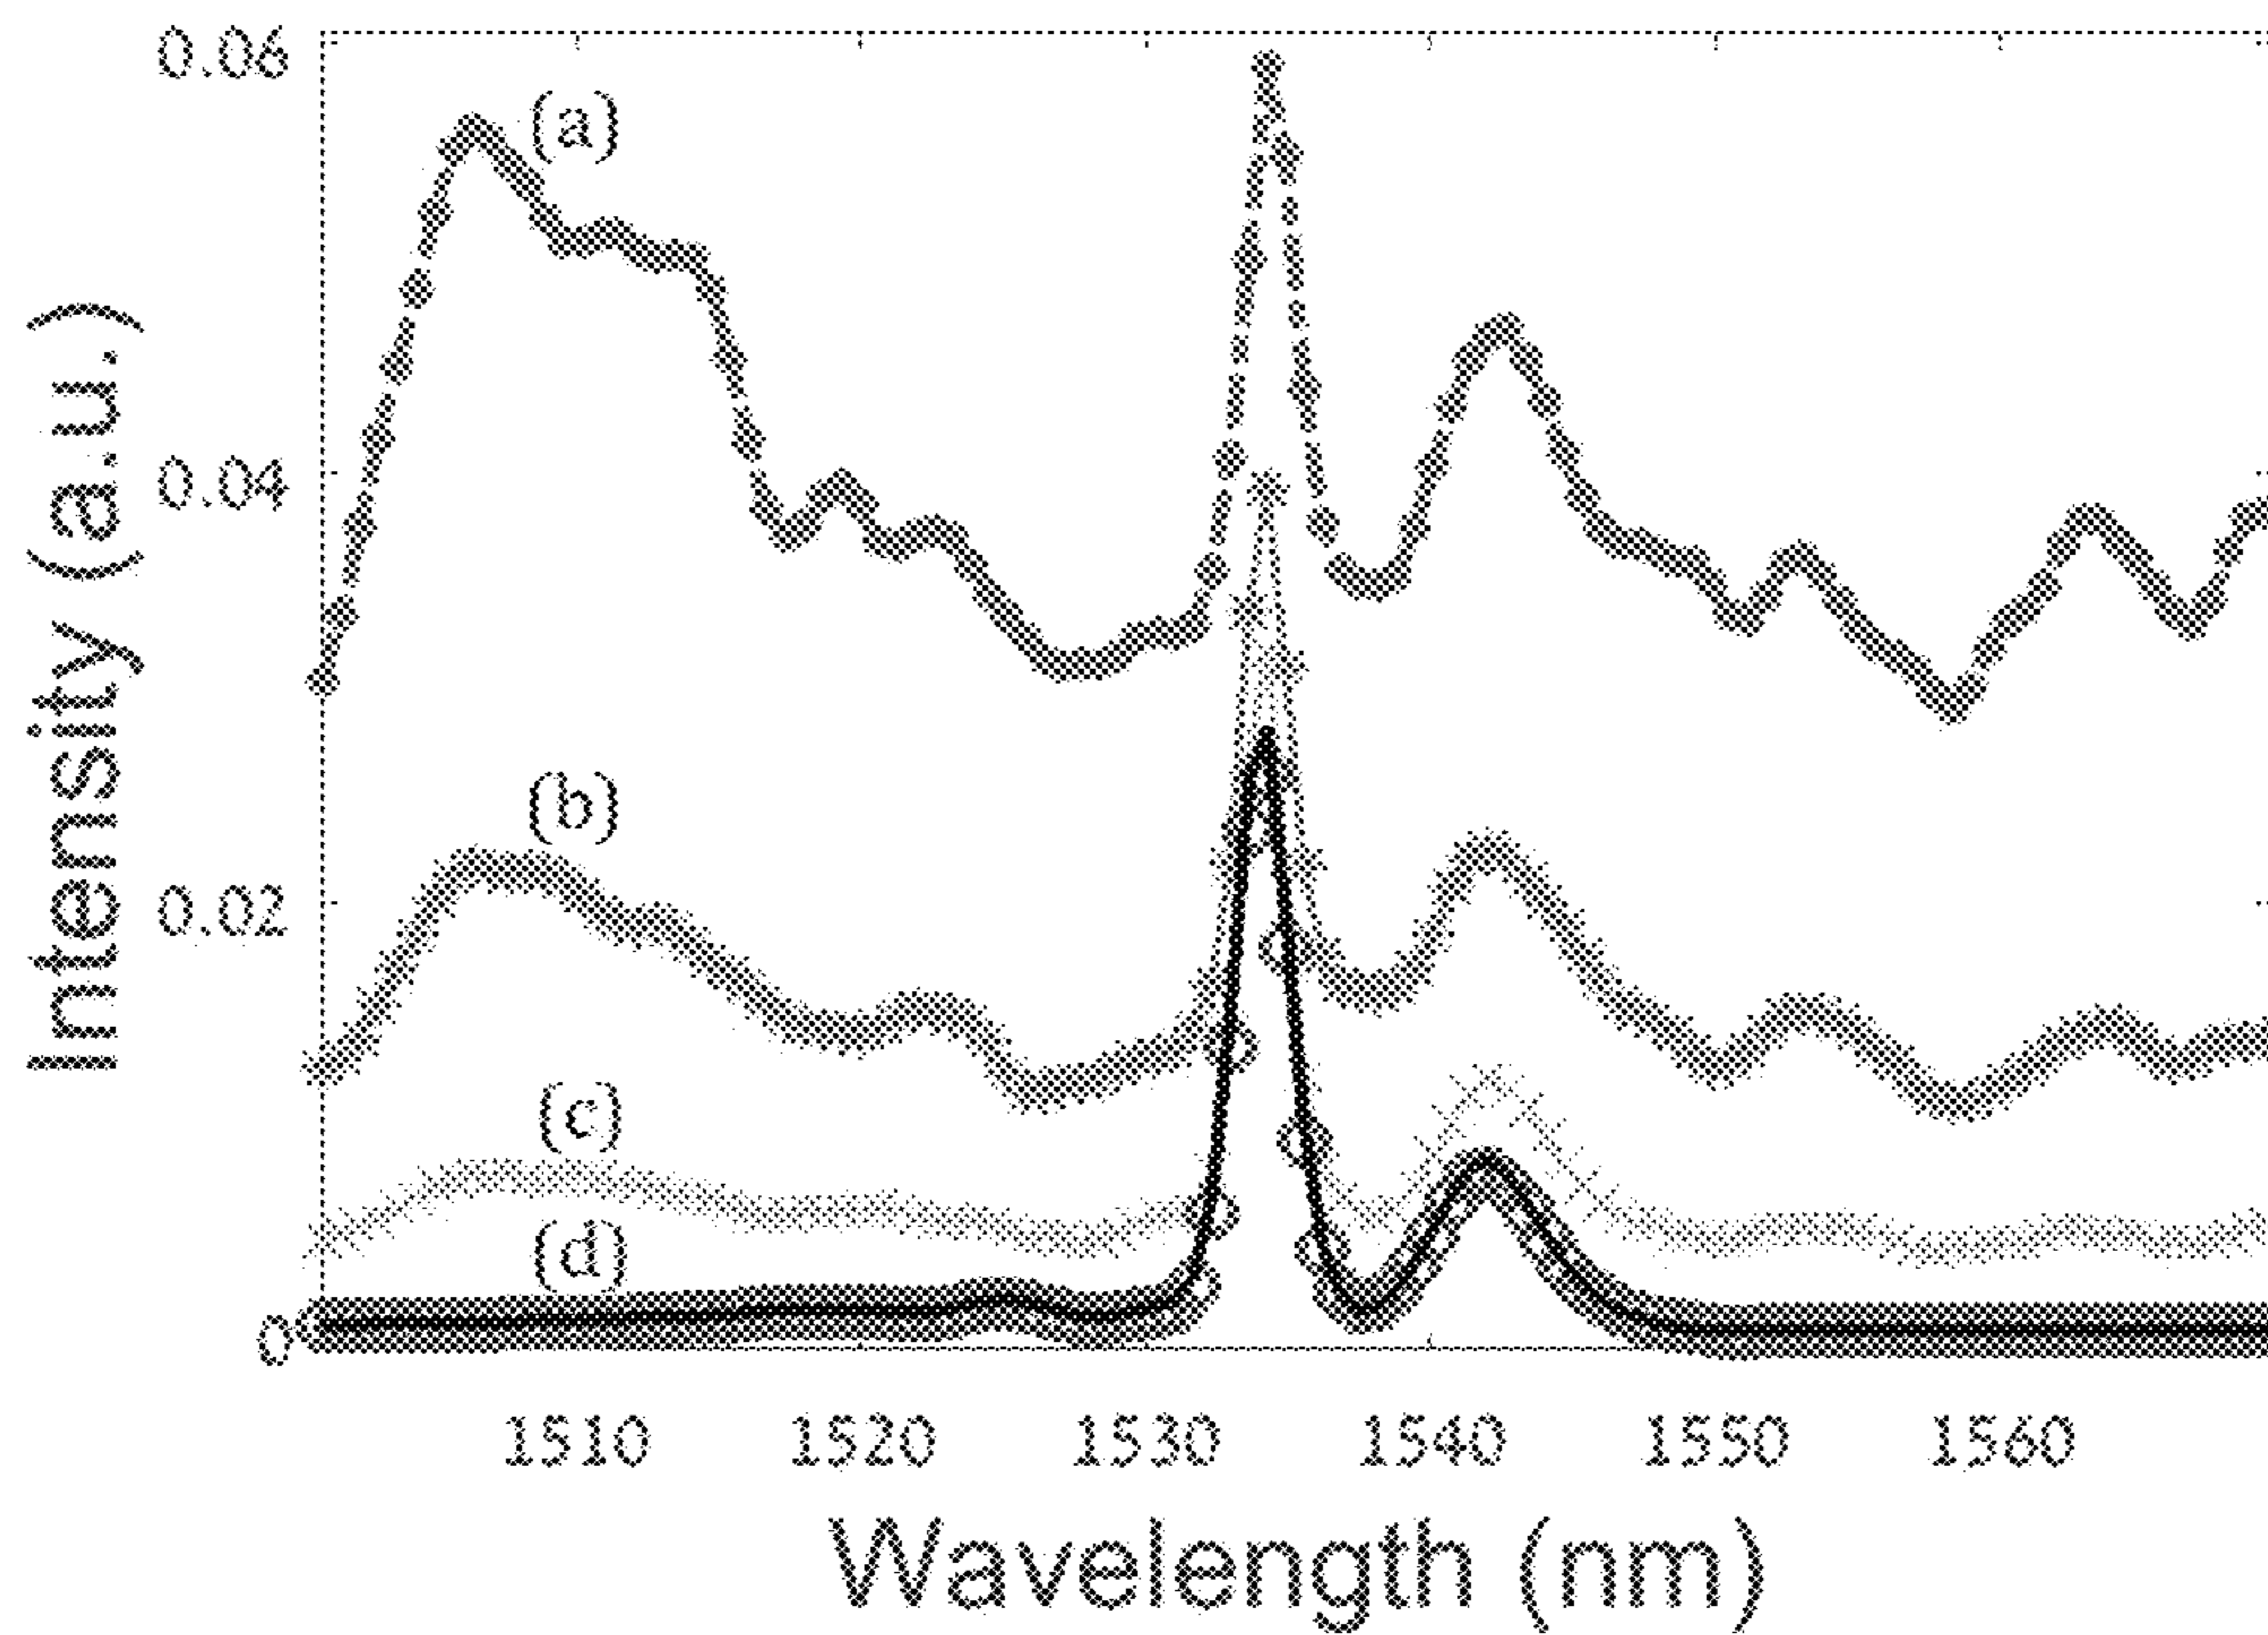 0.06
(a)
0.04
Intensity (a.u.)
(b)
0.02
(c)
(d)
0
1510 1520 1530 1540 1550 1560
Wavelength (nm)